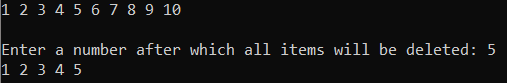 1 2 3 4 5 6 7 8 9 10
Enter a number after which all items will be deleted: 5
1 2 3 4 5